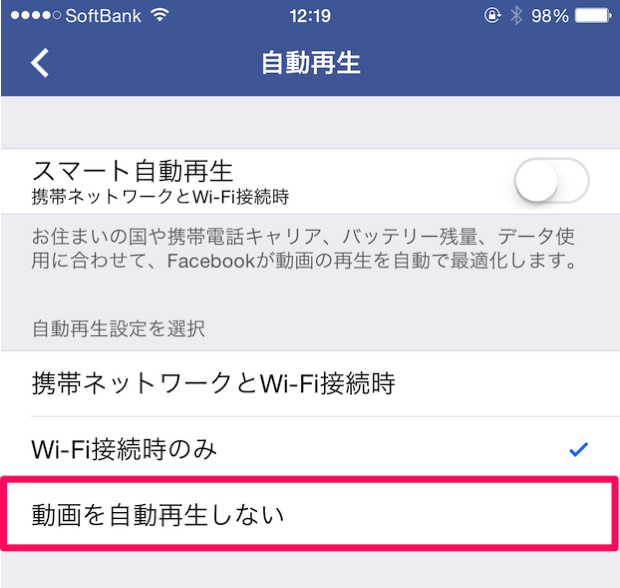 SoftBank 12:19 98%
自動再生
スマート自動再生
携帯ネットワークとWi-Fi接続時
お住まいの国や携帯電話キャリア、バッテリー残量、データ使
用に合わせて、Facebookが動画の再生を自動で最適化します。
自動再生設定を選択
携帯ネットワークとWi-Fi接続時
Wi-Fi接続時のみ
動画を自動再生しない